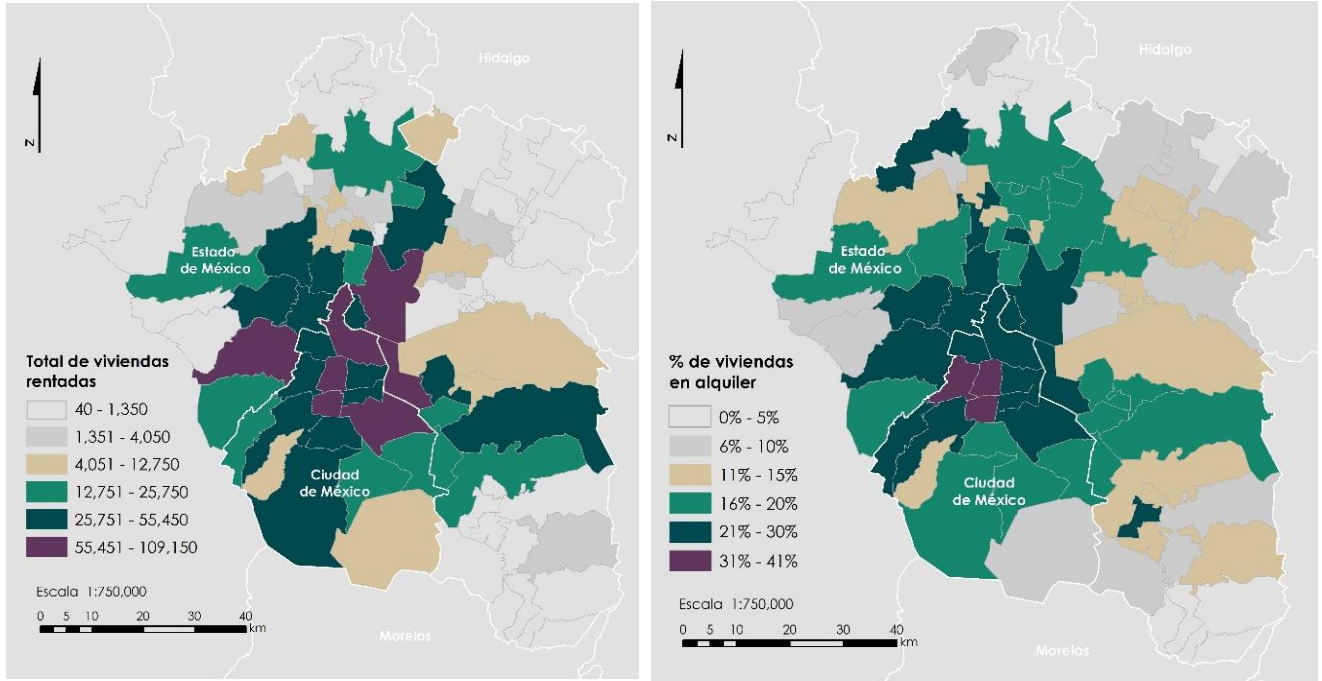 Hidalgo
N
Estado
de México
Total de viviendas
rentadas
40 - 1,350
1,351 - 4,050
4,051 - 12,750
12,751 - 25,750
25,751 - 55,450
55,451 - 109,150
Ciudad
de México
Escala 1:750,000
0 5 10 20 30 40
km
Morelos
Hidalgo
N
Estado
de México
% de viviendas
en alquiler
0% - 5%
6% - 10%
11% - 15%
16% - 20%
21% - 30%
31% - 41%
Ciudad
de México
Escala 1:750,000
0 5 10 20 30 40
km
Morelos